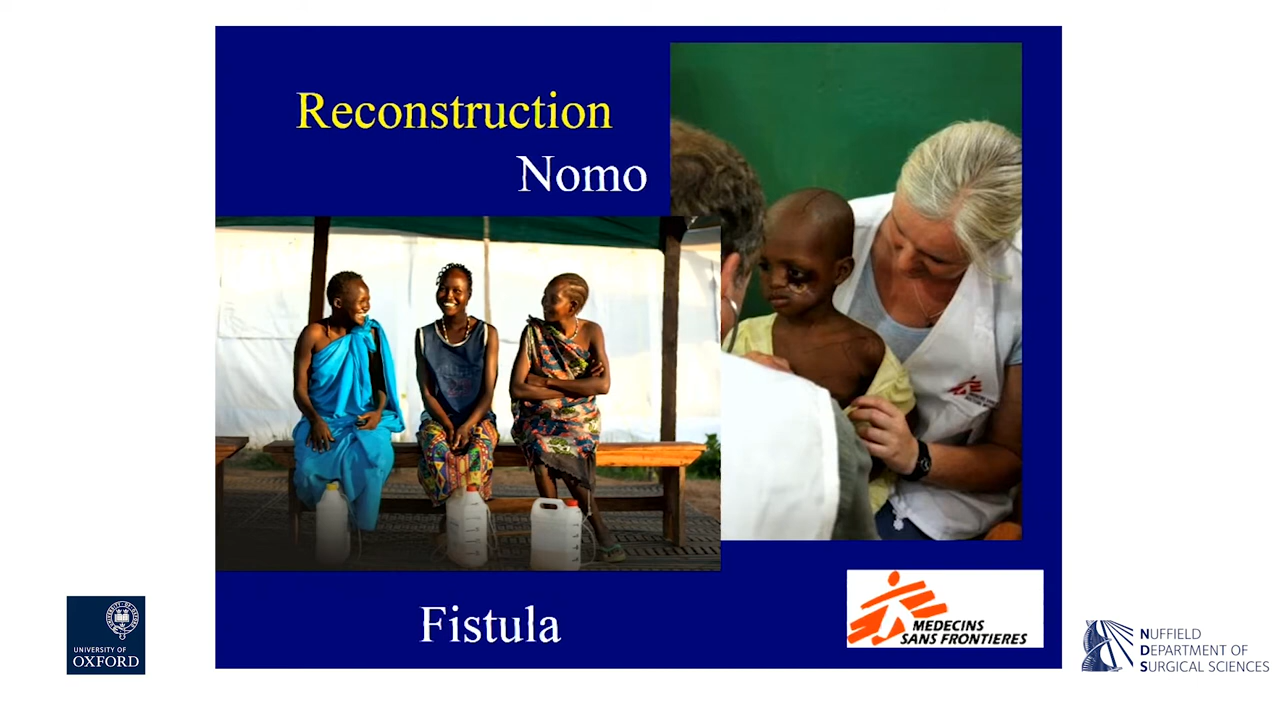 Reconstruction
Nomo
Fistula
MEDECINS
SANS FRONTIERES
UNIVERSITY OF
OXFORD
NUFFIELD
DEPARTMENT OF
SURGICAL SCIENCES